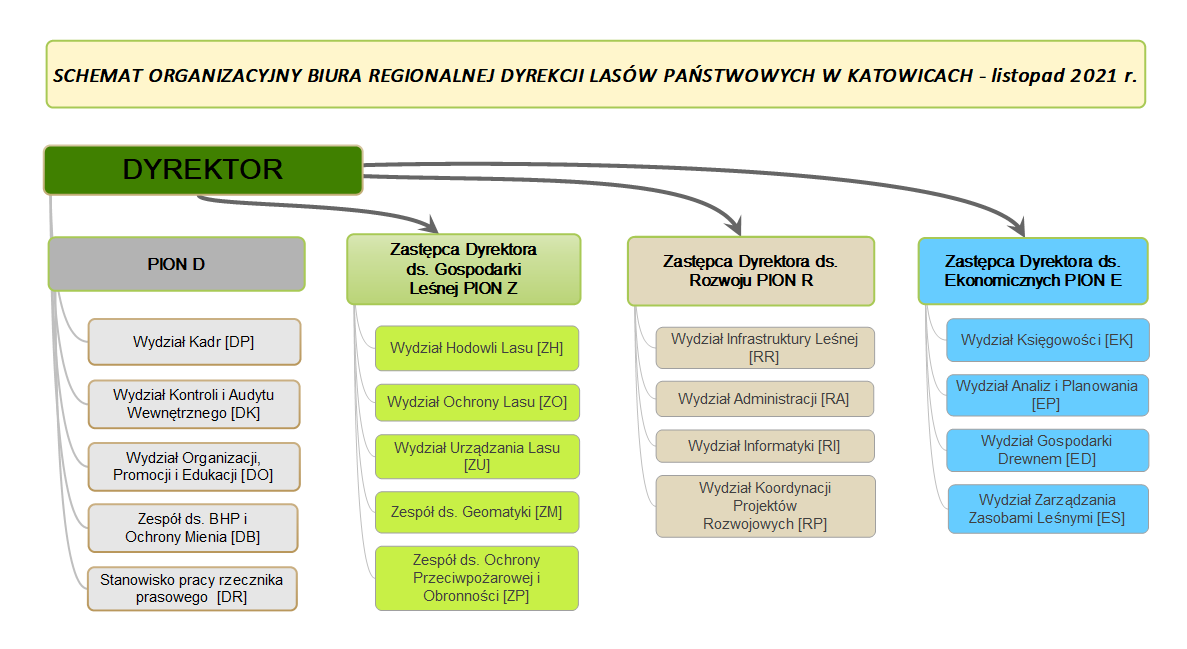 SCHEMAT ORGANIZACYJNY BIURA REGIONALNEJ DYREKCJI LASÓW PAŃSTWOWYCH W KATOWICACH - listopad 2021 r.
DYREKTOR
PION D
Wydział Kadr [DP]
Wydział Kontroli i Audytu
Wewnętrznego [DK]
Wydział Organizacji,
Promocji i Edukacji [DO]
Zespół ds. BHP i
Ochrony Mienia [DB]
Stanowisko pracy rzecznika
prasowego [DR]
Zastępca Dyrektora
ds. Gospodarki
Leśnej PION Z
Wydział Hodowli Lasu [ZH]
Wydział Ochrony Lasu [ZO]
Wydział Urządzania Lasu
[ZU]
Zespół ds. Geomatyki [ZM]
Zespół ds. Ochrony
Przeciwpożarowej i
Obronności [ZP]
Zastępca Dyrektora ds.
Rozwoju PION R
Wydział Infrastruktury Leśnej
[RR]
Wydział Administracji [RA]
Wydział Informatyki [RI]
Wydział Koordynacji
Projektów
Rozwojowych [RP]
Zastępca Dyrektora ds.
Ekonomicznych PION E
Wydział Księgowości [EK]
Wydział Analiz i Planowania
[EP]
Wydział Gospodarki
Drewnem [ED]
Wydział Zarządzania
Zasobami Leśnymi [ES]